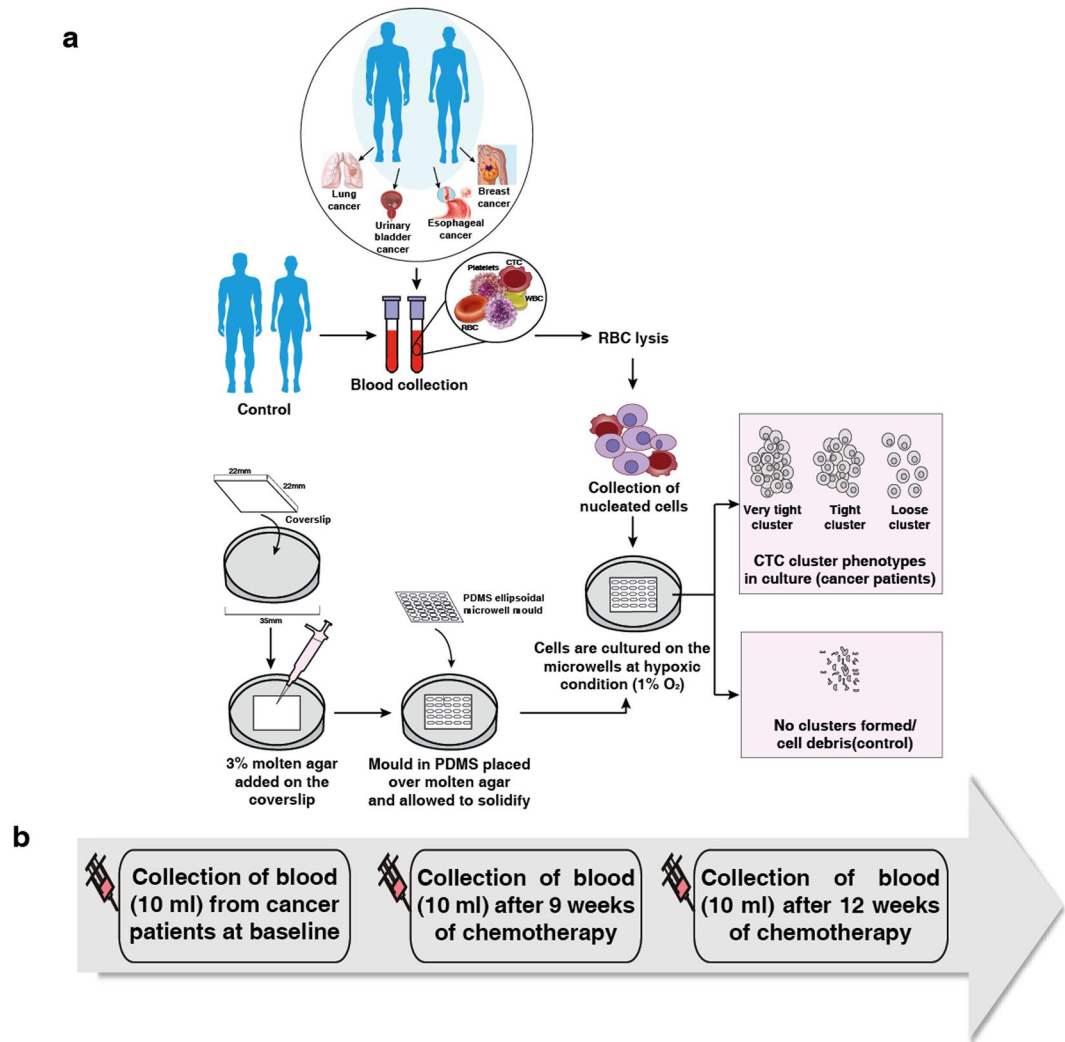 a
Lung
cancer
Urinary
bladder
cancer
Esophageal
cancer
Breast
cancer
Platelets
CTC
WBC
RBC
Control
Blood collection
RBC lysis
Collection of
nucleated cells
22mm
22mm
Coverslip
35mm
3% molten agar
added on the
coverslip
PDMS ellipsoidal
microwell mould
Mould in PDMS placed
over molten agar
and allowed to solidify
Cells are cultured on the
microwells at hypoxic
condition (1% O₂)
Very tight
cluster
Tight
cluster
Loose
cluster
CTC cluster phenotypes
in culture (cancer patients)
No clusters formed/
cell debris(control)
b
Collection of blood
(10 ml) from cancer
patients at baseline
Collection of blood
(10 ml) after 9 weeks
of chemotherapy
Collection of blood
(10 ml) after 12 weeks
of chemotherapy